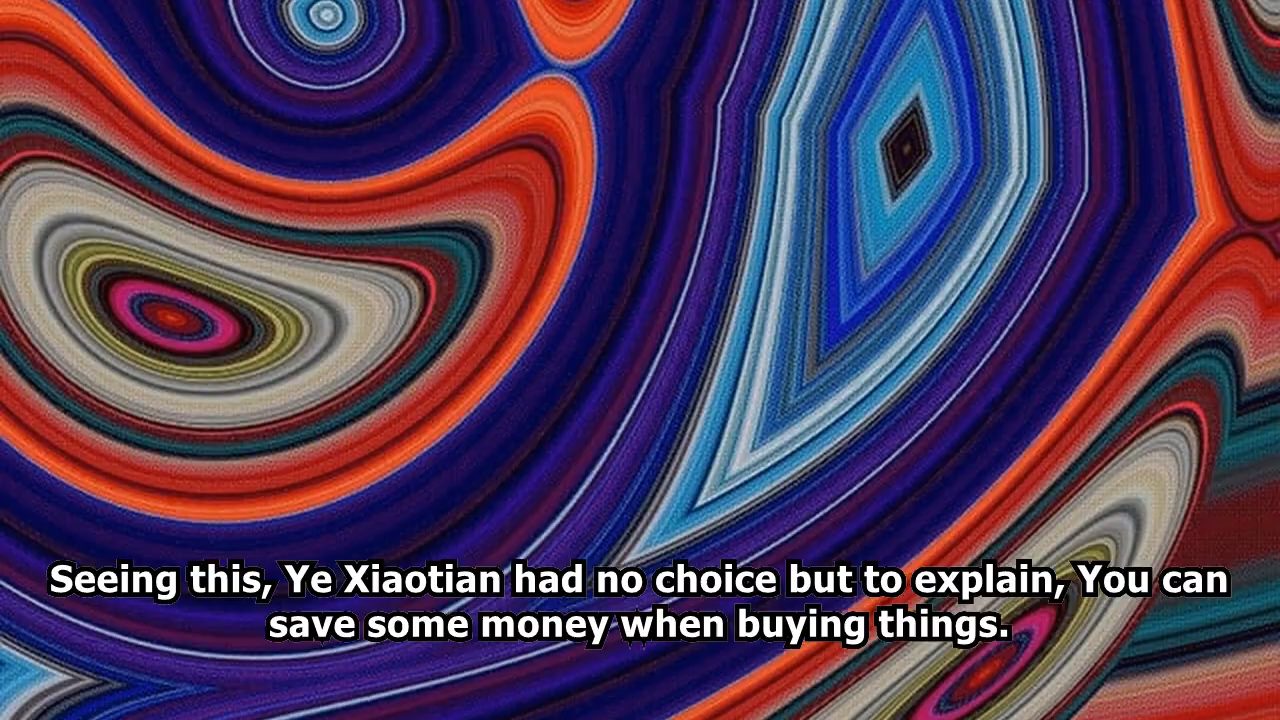 Seeing this, Ye Xiaotian had no choice but to explain, You can
save some money when buying things.